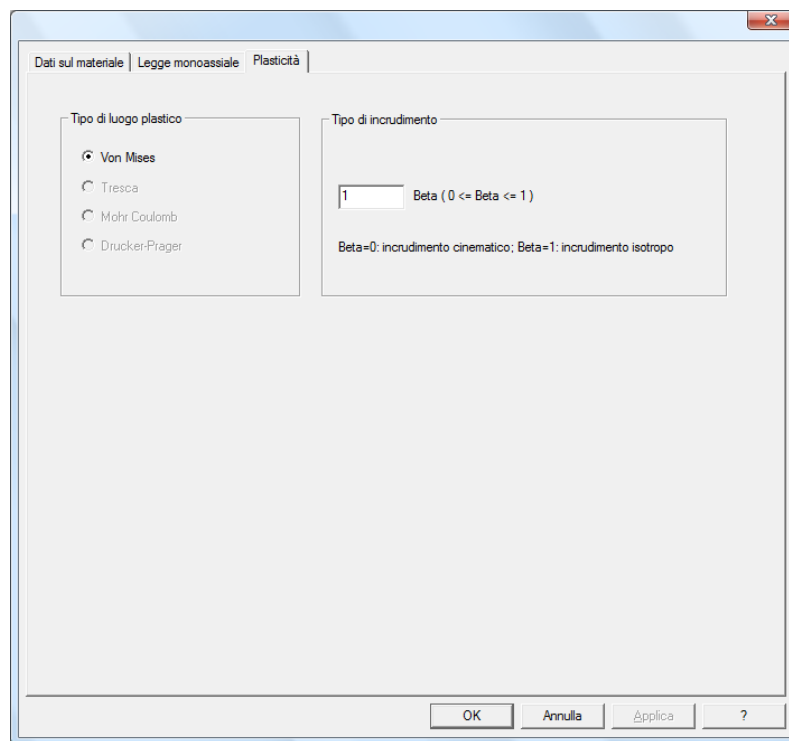 Dati sul materiale
Legge monoassiale
Plasticità
Tipo di luogo plastico
Von Mises
Tresca
Mohr Coulomb
Drucker-Prager
Tipo di incrudimento
1
Beta ( 0 <= Beta <= 1 )
Beta=0: incrudimento cinematico; Beta=1: incrudimento isotropo
OK
Annulla
Applica
?